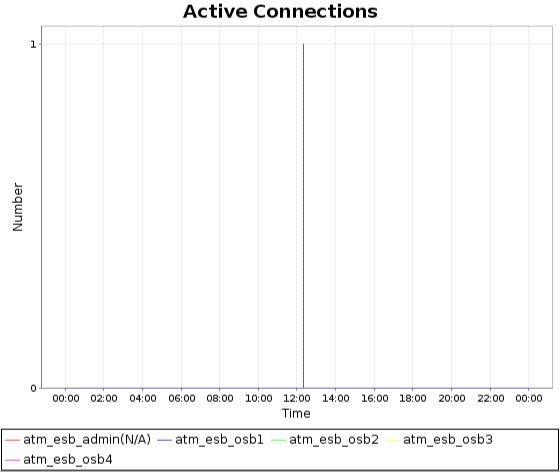 Active Connections
1
Number
0
00:00 02:00 04:00 06:00 08:00 10:00 12:00 14:00 16:00 18:00 20:00 22:00 00:00
Time
atm_esb_admin(N/A) atm_esb_osb1 atm_esb_osb2 atm_esb_osb3
atm_esb_osb4